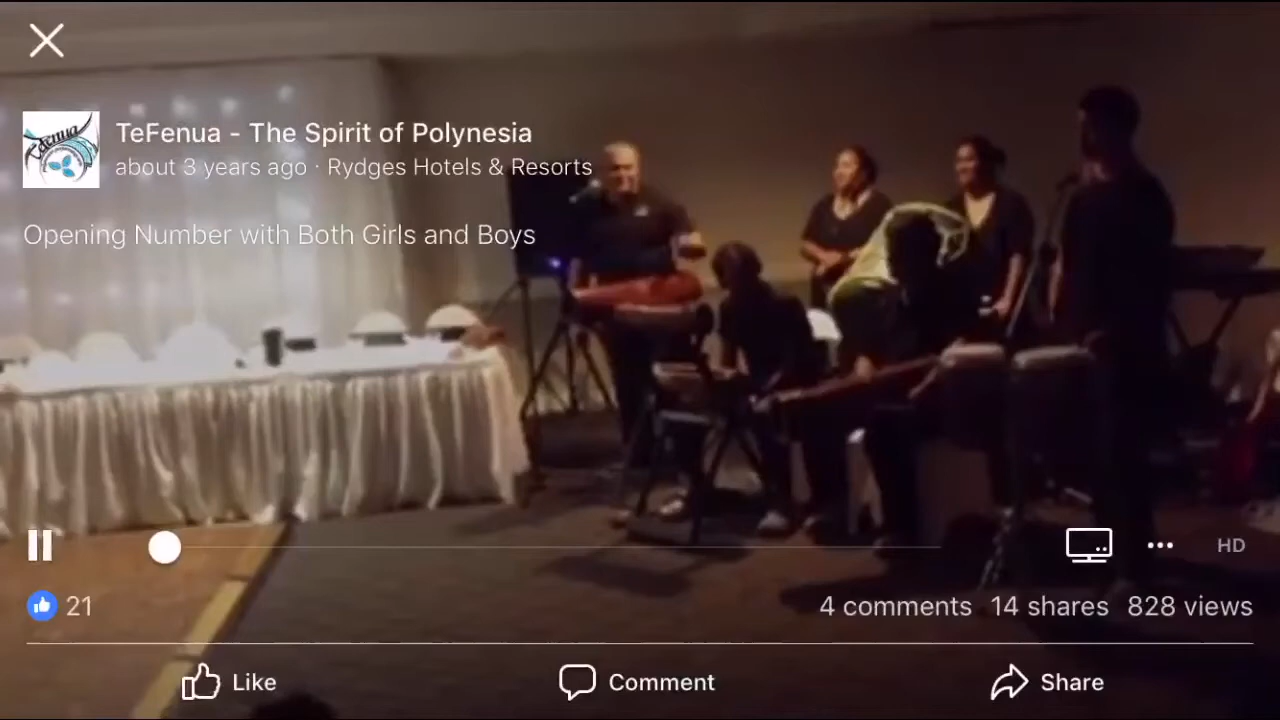 Tefenua
TeFenua - The Spirit of Polynesia
about 3 years ago · Rydges Hotels & Resorts
Opening Number with Both Girls and Boys
HD
21
4 comments 14 shares 828 views
Like Comment Share